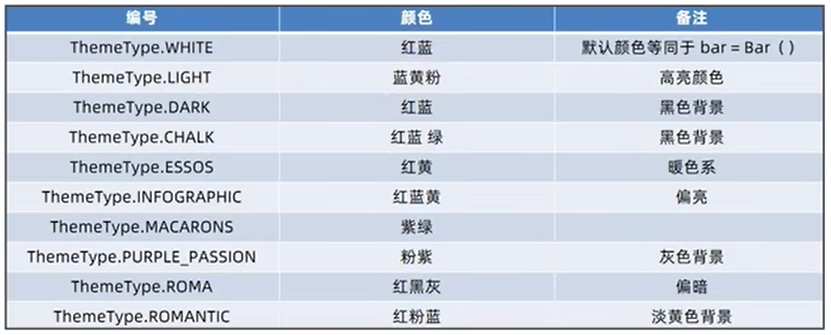 编号 颜色 备注
ThemeType.WHITE 红蓝 默认颜色等同于 bar = Bar（）
ThemeType.LIGHT 蓝黄粉 高亮颜色
ThemeType.DARK 红蓝 黑色背景
ThemeType.CHALK 红蓝 绿 黑色背景
ThemeType.ESSOS 红黄 暖色系
ThemeType.INFOGRAPHIC 红蓝黄 偏亮
ThemeType.MACARONS 紫绿
ThemeType.PURPLE_PASSION 粉紫 灰色背景
ThemeType.ROMA 红黑灰 偏暗
ThemeType.ROMANTIC 红粉蓝 淡黄色背景